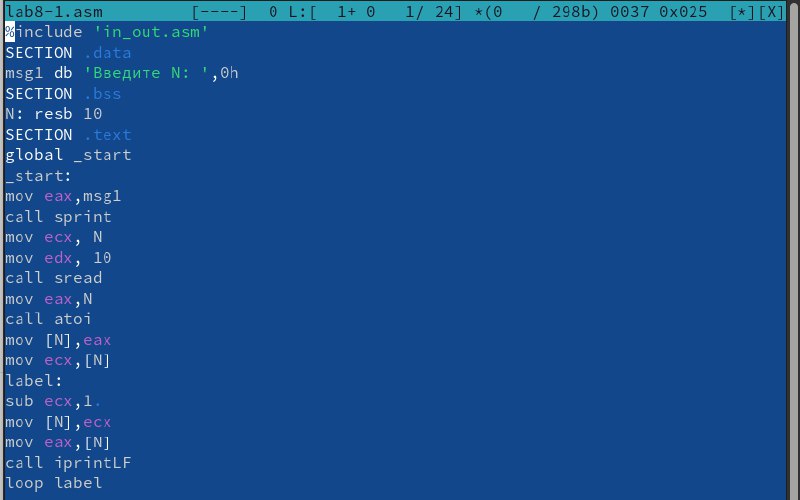 lab8-1.asm [----] 0 L:[ 1+ 0 1/ 24] *(0 / 298b) 0037 0x025 [*][X]
%include 'in_out.asm'
SECTION .data
msg1 db 'Введите N: ',0h
SECTION .bss
N: resb 10
SECTION .text
global _start
_start:
mov eax,msg1
call sprint
mov ecx, N
mov edx, 10
call sread
mov eax,N
call atoi
mov [N],eax
mov ecx,[N]
label:
sub ecx,1.
mov [N],ecx
mov eax,[N]
call iprintLF
loop label